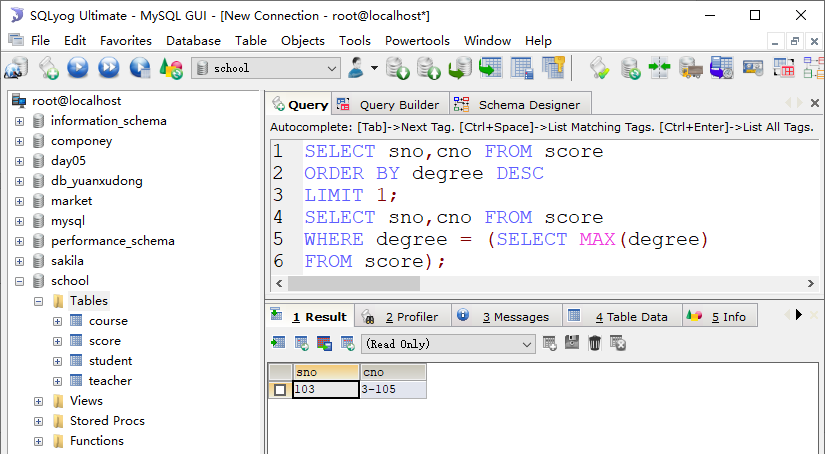 SQLyog Ultimate - MySQL GUI - [New Connection - root@localhost*]
File Edit Favorites Database Table Objects Tools Powertools Window Help
school
root@localhost
information_schema
componey
day05
db_yuanxudong
market
mysql
performance_schema
sakila
school
Tables
course
score
student
teacher
Views
Stored Procs
Functions
Query Query Builder Schema Designer
Autocomplete: [Tab]->Next Tag. [Ctrl+Space]->List Matching Tags. [Ctrl+Enter]->List All Tags.
1 SELECT sno,cno FROM score
2 ORDER BY degree DESC
3 LIMIT 1;
4 SELECT sno,cno FROM score
5 WHERE degree = (SELECT MAX(degree)
6 FROM score);
1 Result 2 Profiler 3 Messages 4 Table Data 5 Info
(Read Only)
sno cno
103 3-105